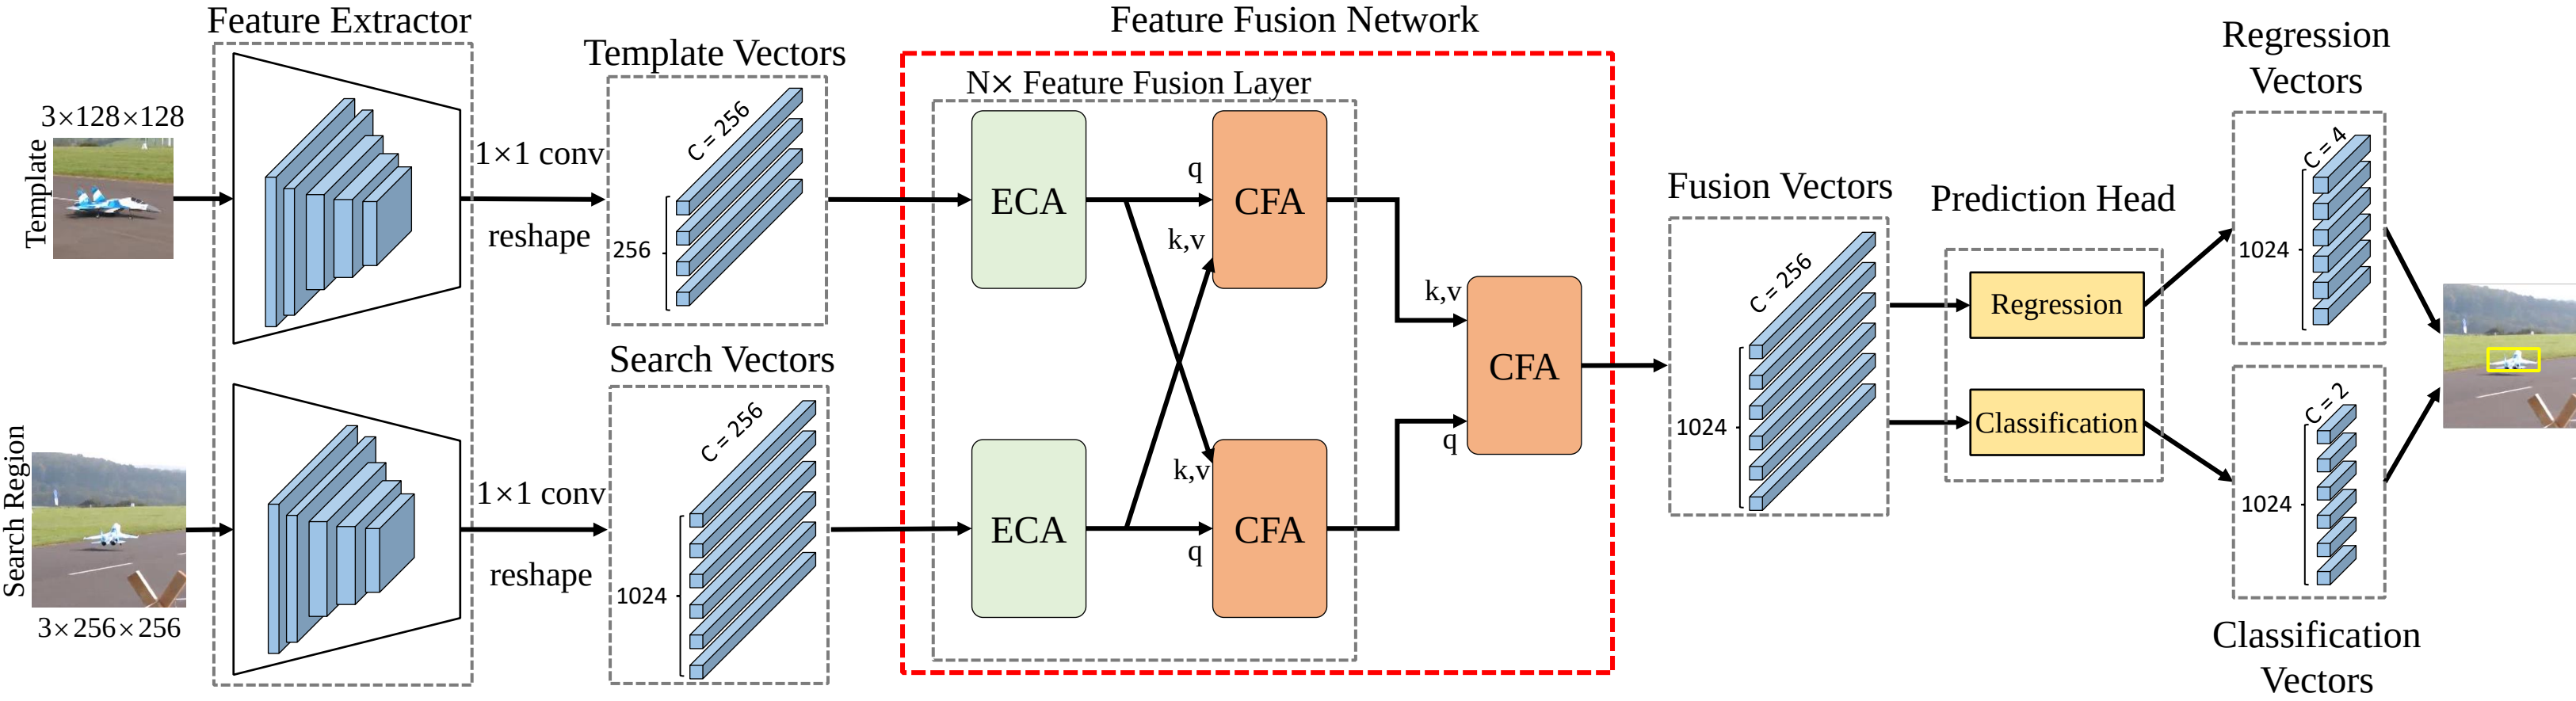 Feature Extractor
3×128×128
Template
Search Region
3×256×256
1×1 conv
reshape
1×1 conv
reshape
Template Vectors
C = 256
256
Search Vectors
C = 256
1024
Feature Fusion Network
N× Feature Fusion Layer
ECA
q
CFA
k,v
ECA
k,v
CFA
q
k,v
CFA
q
Fusion Vectors
C = 256
1024
Prediction Head
Regression
Classification
Regression
Vectors
C = 4
1024
C = 2
1024
Classification
Vectors